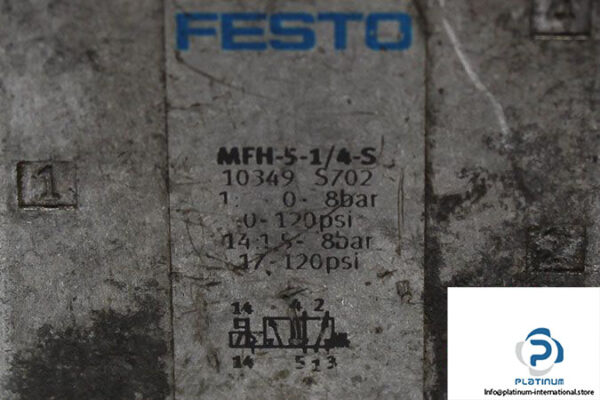 FESTO
MFH-5-1/4-S
10349 S702
1: 0- 8bar
0-120psi
14:1.5- 8bar
17-120psi
1
2
14 4 2
14 5 1 3
PLATINUM
Info@platinum-international.store